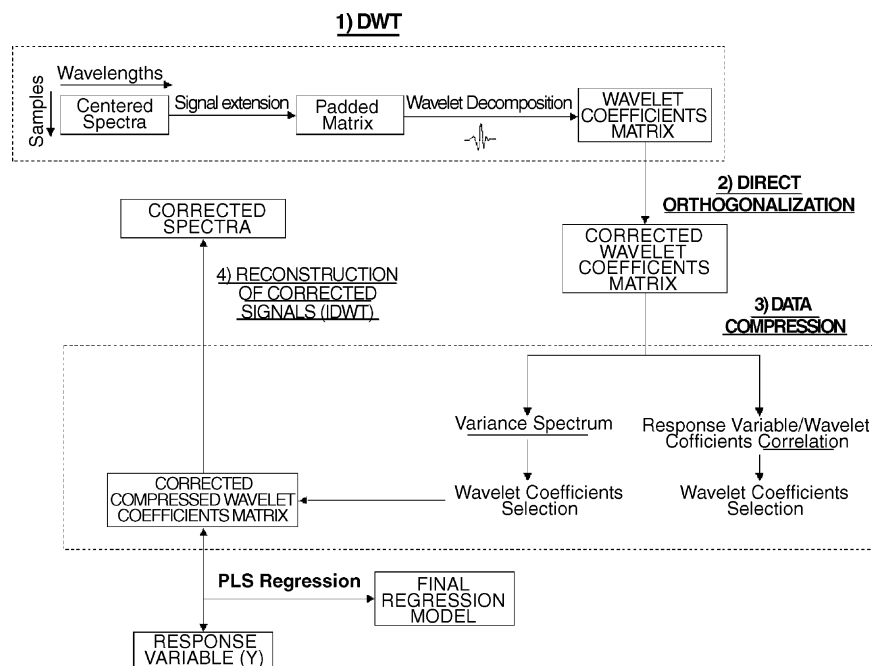 1) DWT
Wavelengths
Samples
Centered
Spectra
Signal extension
Padded
Matrix
Wavelet Decomposition
WAVELET
COEFFICIENTS
MATRIX
2) DIRECT
ORTHOGONALIZATION
CORRECTED
SPECTRA
CORRECTED
WAVELET
COEFFICENTS
MATRIX
4) RECONSTRUCTION
OF CORRECTED
SIGNALS (IDWT)
3) DATA
COMPRESSION
Variance Spectrum
Response Variable/Wavelet
Cofficients Correlation
CORRECTED
COMPRESSED WAVELET
COEFFICIENTS MATRIX
Wavelet Coefficients
Selection
Wavelet Coefficients
Selection
PLS Regression
FINAL
REGRESSION
MODEL
RESPONSE
VARIABLE (Y)